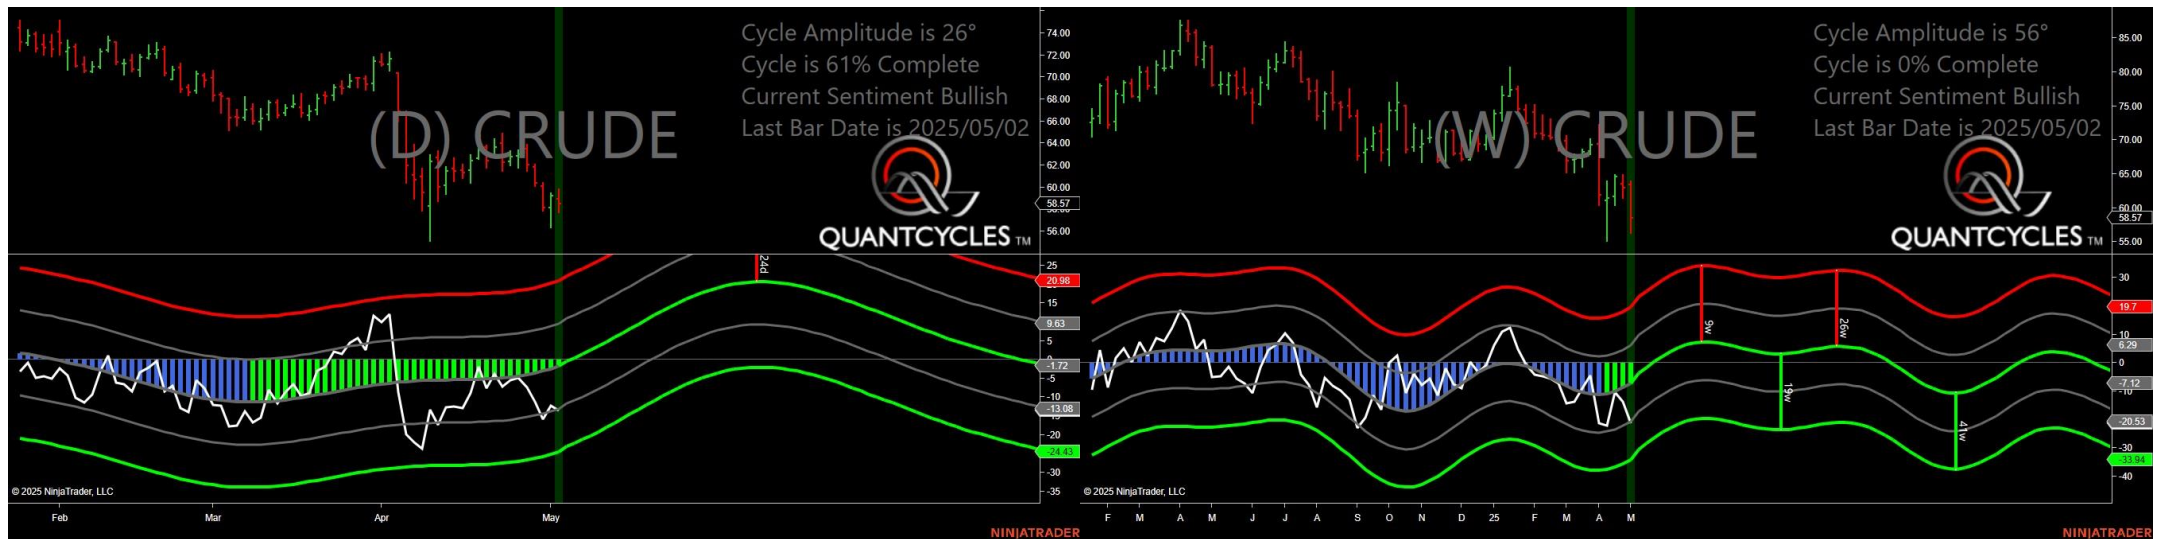 Cycle Amplitude is 26°
Cycle is 61% Complete
Current Sentiment Bullish
Last Bar Date is 2025/05/02
(D) CRUDE
QUANTCYCLES TM
74.00
72.00
70.00
68.00
66.00
64.00
62.00
60.00
58.57
56.00
24d
25
20.98
15
9.63
5
0
-1.72
-5
-10
-13.08
-20
-24.43
-30
-35
© 2025 NinjaTrader, LLC
Feb Mar Apr May
NINJATRADER
Cycle Amplitude is 56°
Cycle is 0% Complete
Current Sentiment Bullish
Last Bar Date is 2025/05/02
(W) CRUDE
QUANTCYCLES TM
85.00
80.00
75.00
70.00
65.00
60.00
58.57
55.00
9w
26w
19w
41w
30
19.7
10
6.29
0
-7.12
-10
-20.53
-30
-33.94
-40
© 2025 NinjaTrader, LLC
F M A M J J A S O N D 25 F M A M
NINJATRADER